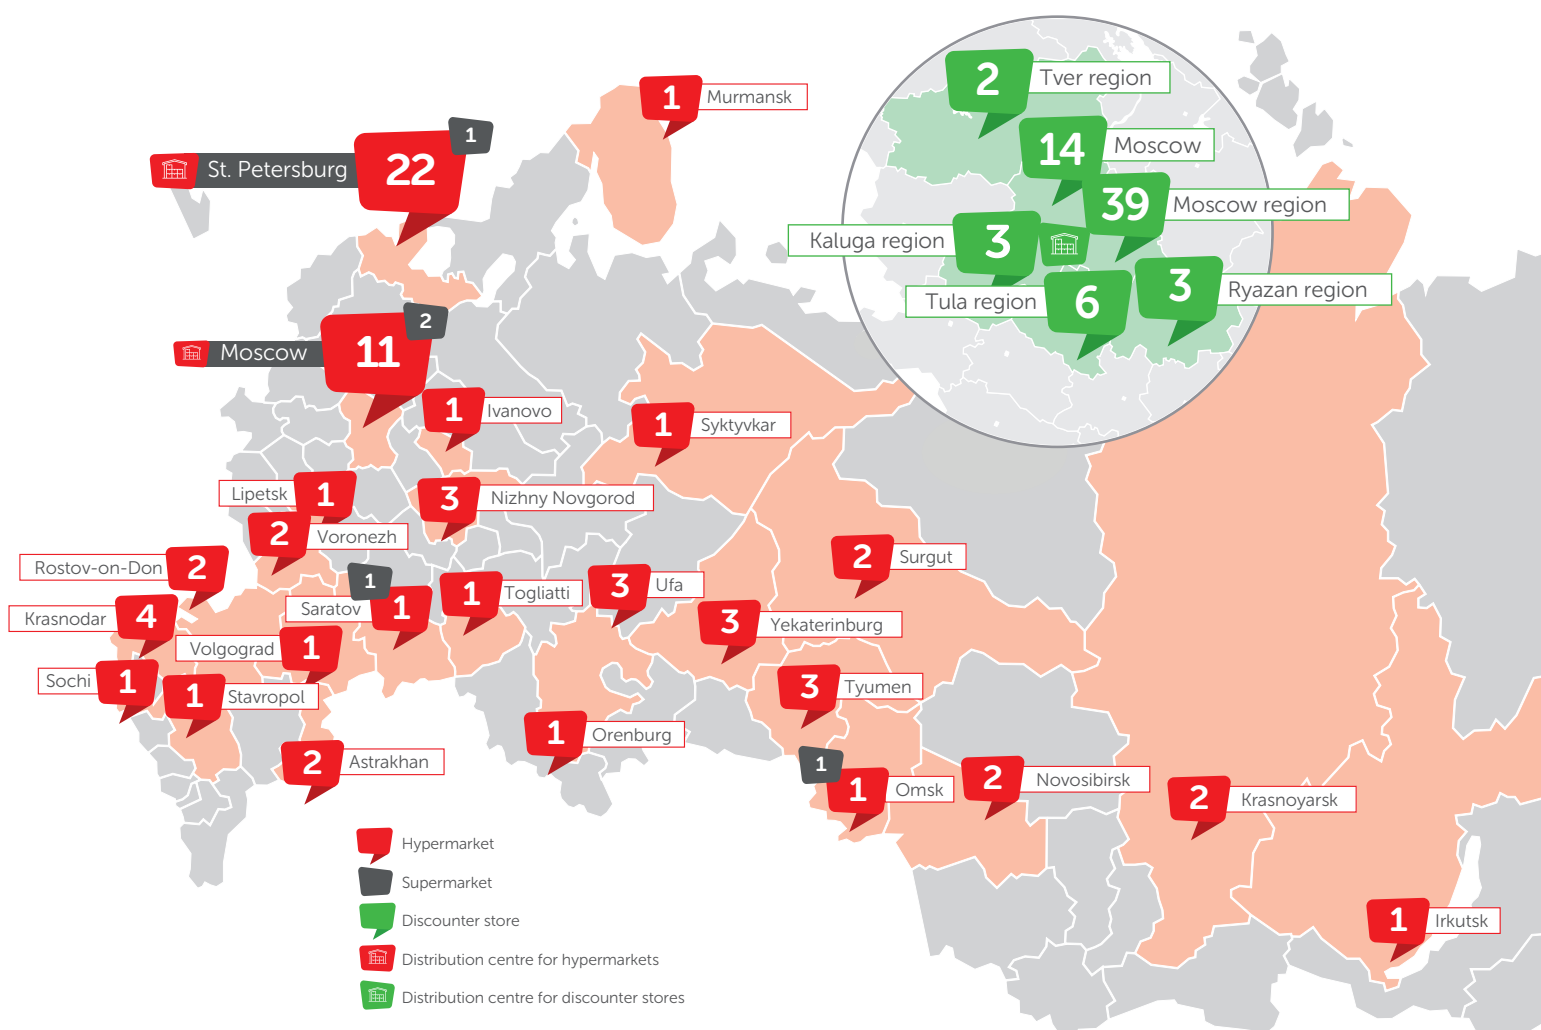 2
Tver region
1
Murmansk
14
Moscow
1
22
St. Petersburg
39
Moscow region
3
Kaluga region
6
Tula region
3
Ryazan region
2
11
Moscow
1
Ivanovo
1
Syktyvkar
1
Lipetsk
3
Nizhny Novgorod
2
Voronezh
2
Rostov-on-Don
2
Surgut
1
1
Saratov
1
Togliatti
3
Ufa
4
Krasnodar
3
Yekaterinburg
1
Volgograd
1
Sochi
1
Stavropol
3
Tyumen
1
Orenburg
2
Astrakhan
1
1
Omsk
2
Novosibirsk
2
Krasnoyarsk
1
Irkutsk
Hypermarket
Supermarket
Discounter store
Distribution centre for hypermarkets
Distribution centre for discounter stores